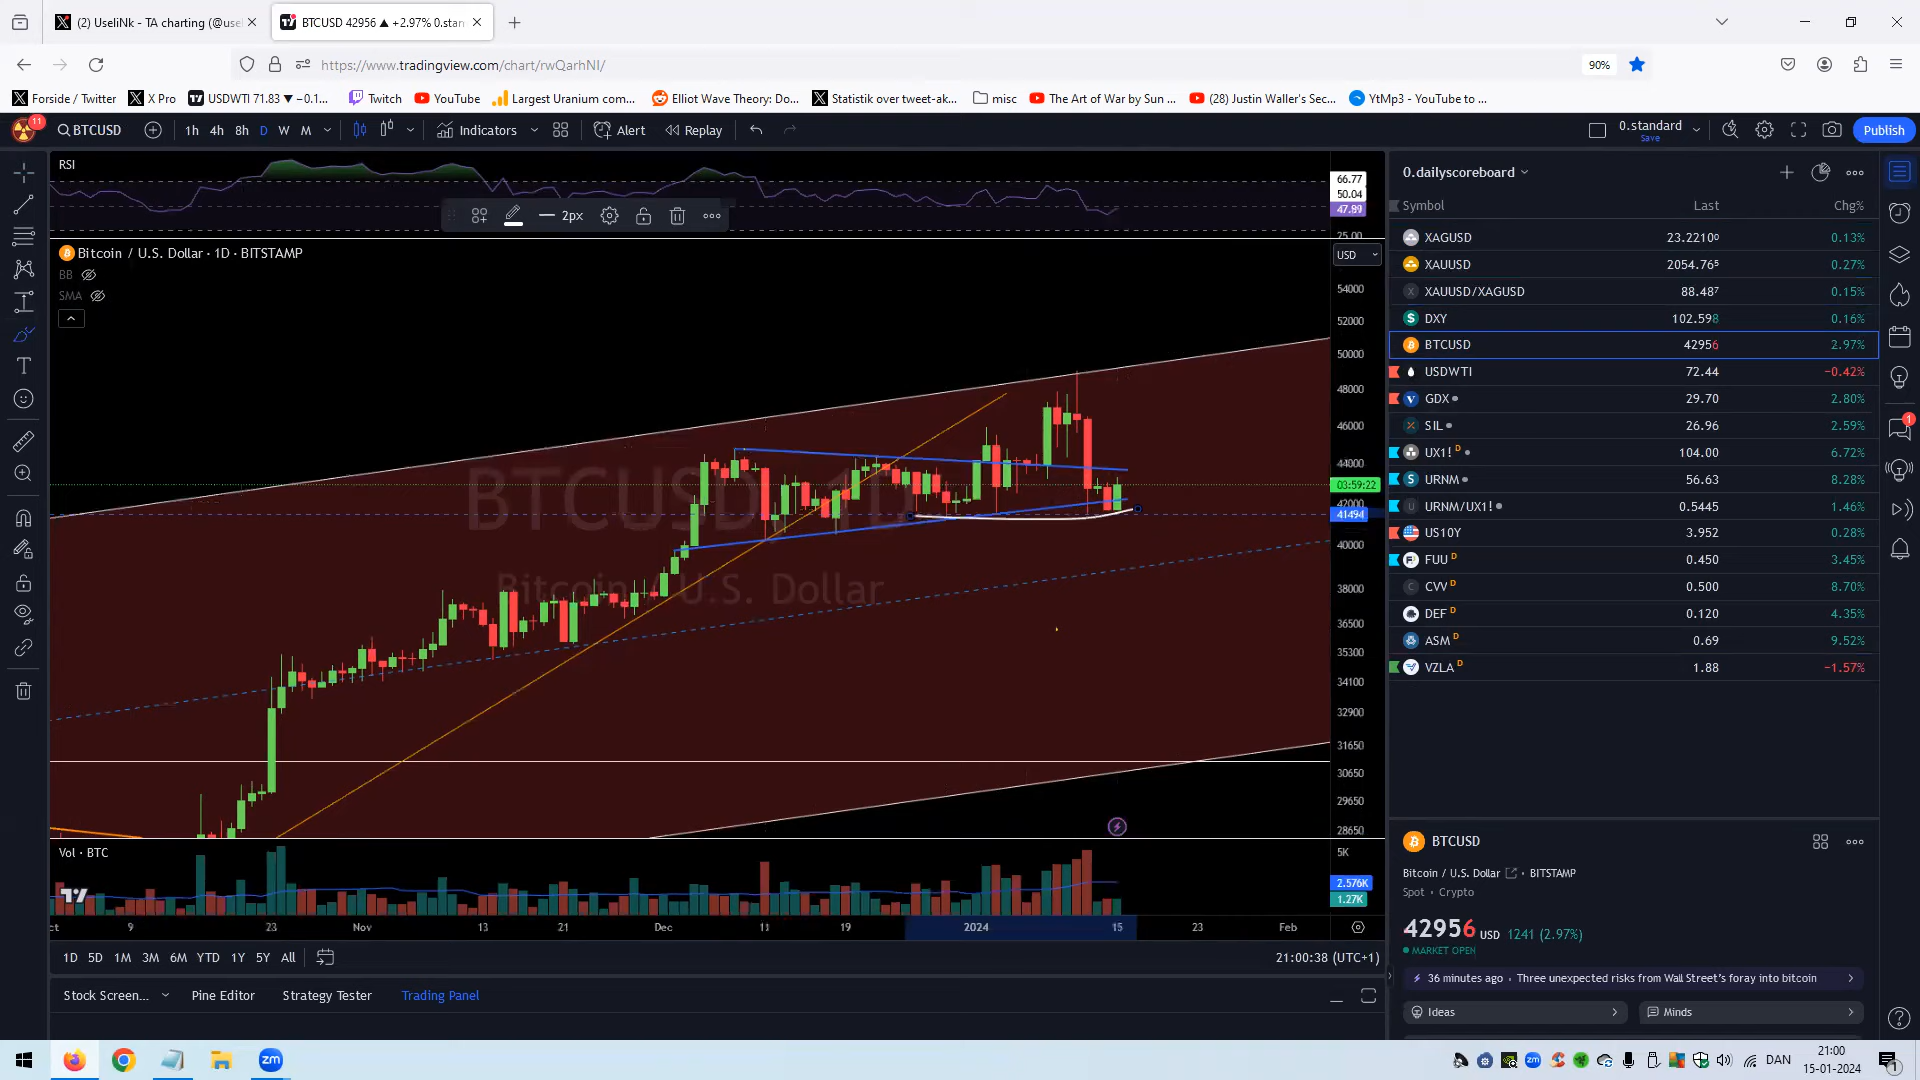 (2) UseliNk - TA charting (@use
BTCUSD 42956 ▲ +2.97% 0.stan
https://www.tradingview.com/chart/rwQarhNI/
90%
Forside / Twitter
X Pro
USDWTI 71.83 ▼ −0.1...
Twitch
YouTube
Largest Uranium com...
Elliot Wave Theory: Do...
Statistik over tweet-ak...
misc
The Art of War by Sun ...
(28) Justin Waller's Sec...
YtMp3 - YouTube to ...
11
BTCUSD
1h 4h 8h D W M
Indicators
Alert
Replay
0.standard
Save
Publish
RSI
66.77
50.04
47.89
25.00
2px
Bitcoin / U.S. Dollar · 1D · BITSTAMP
USD
BB
SMA
54000
52000
50000
48000
46000
44000
03:59:22
42000
41494
40000
38000
36500
35300
34100
32900
31650
30650
29650
28650
BTCUSD, 1D
Bitcoin / U.S. Dollar
Vol · BTC
5K
2.576K
1.27K
ct 9 23 Nov 13 21 Dec 11 19 2024 15 23 Feb
1D 5D 1M 3M 6M YTD 1Y 5Y All
21:00:38 (UTC+1)
Stock Screen...
Pine Editor
Strategy Tester
Trading Panel
0.dailyscoreboard
Symbol Last Chg%
XAGUSD 23.2210⁰ 0.13%
XAUUSD 2054.76⁵ 0.27%
XAUUSD/XAGUSD 88.48⁷ 0.15%
DXY 102.598 0.16%
BTCUSD 42956 2.97%
USDWTI 72.44 −0.42%
GDX 29.70 2.80%
SIL 26.96 2.59%
UX1! D 104.00 6.72%
URNM 56.63 8.28%
URNM/UX1! 0.5445 1.46%
US10Y 3.952 0.28%
FUU D 0.450 3.45%
CVV D 0.500 8.70%
DEF D 0.120 4.35%
ASM D 0.69 9.52%
VZLA D 1.88 −1.57%
1
BTCUSD
Bitcoin / U.S. Dollar · BITSTAMP
Spot · Crypto
42956 USD 1241 (2.97%)
MARKET OPEN
36 minutes ago · Three unexpected risks from Wall Street's foray into bitcoin
Ideas
Minds
zm
zm
DAN
21:00
15-01-2024
1